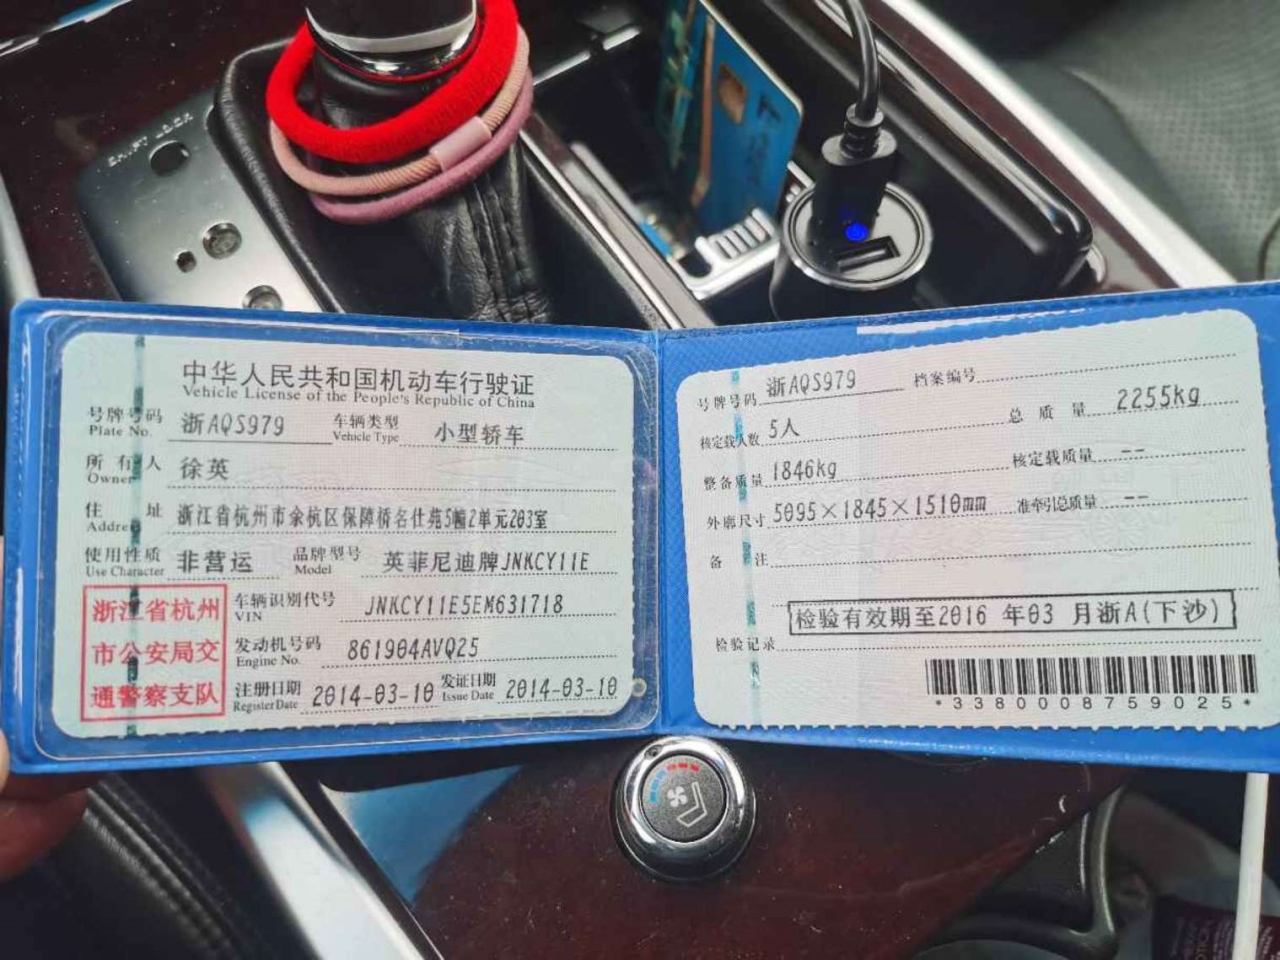 SHIFT LOCK
中华人民共和国机动车行驶证
Vehicle License of the People's Republic of China
号牌号码 浙AQS979 车辆类型 小型轿车
Plate No. Vehicle Type
所有人 徐英
Owner
住址 浙江省杭州市余杭区保障桥名仕苑5幢2单元203室
Address
使用性质 非营运 品牌型号 英菲尼迪牌JNKCY11E
Use Character Model
浙江省杭州
市公安局交
通警察支队
车辆识别代号 JNKCY11E5EM631718
VIN
发动机号码 861904AVQ25
Engine No.
注册日期 2014-03-10 发证日期 2014-03-10
Register Date Issue Date
号牌号码 浙AQS979 档案编号
核定载人数 5人 总质量 2255kg
整备质量 1846kg 核定载质量 --
外廓尺寸 5095×1845×1510mm 准牵引总质量 --
备注
检验有效期至2016 年03 月浙A(下沙)
检验记录
*3380008759025*